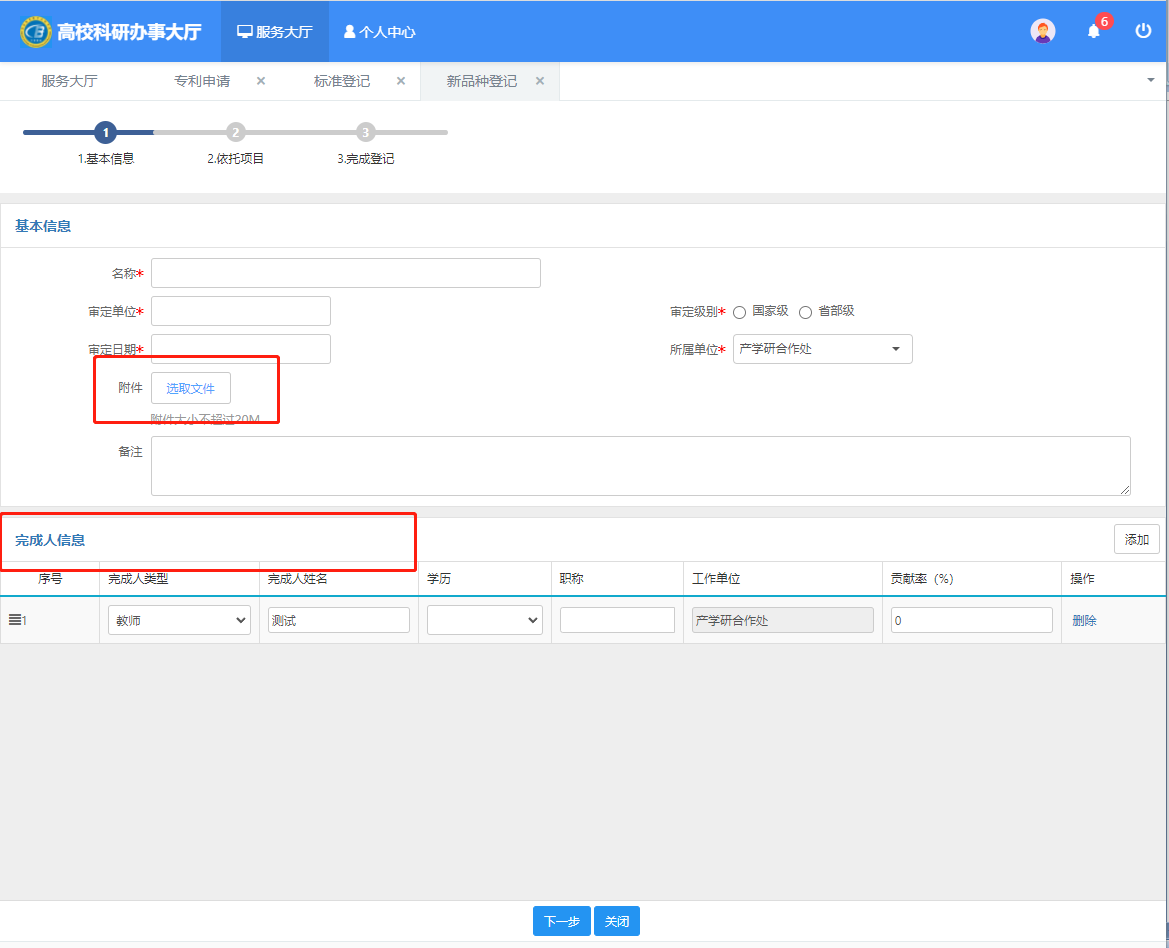 高校科研办事大厅 服务大厅 个人中心 6
服务大厅 专利申请 × 标准登记 × 新品种登记 ×
1 2 3
1.基本信息 2.依托项目 3.完成登记
基本信息
名称*
审定单位* 审定级别* 国家级 省部级
审定日期* 所属单位* 产学研合作处
附件 选取文件
附件大小不超过20M
备注
完成人信息 添加
序号 完成人类型 完成人姓名 学历 职称 工作单位 贡献率（%） 操作
1 教师 测试 产学研合作处 0 删除
下一步 关闭